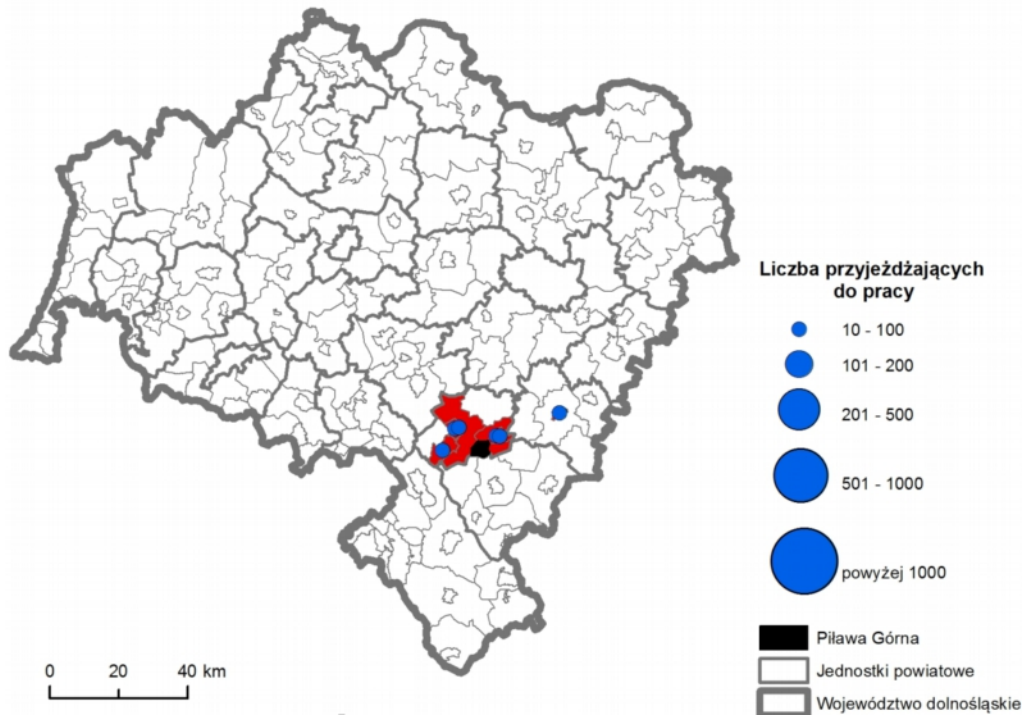 Liczba przyjeżdżających
do pracy
10 - 100
101 - 200
201 - 500
501 - 1000
powyżej 1000
Piława Górna
Jednostki powiatowe
Województwo dolnośląskie
0 20 40 km